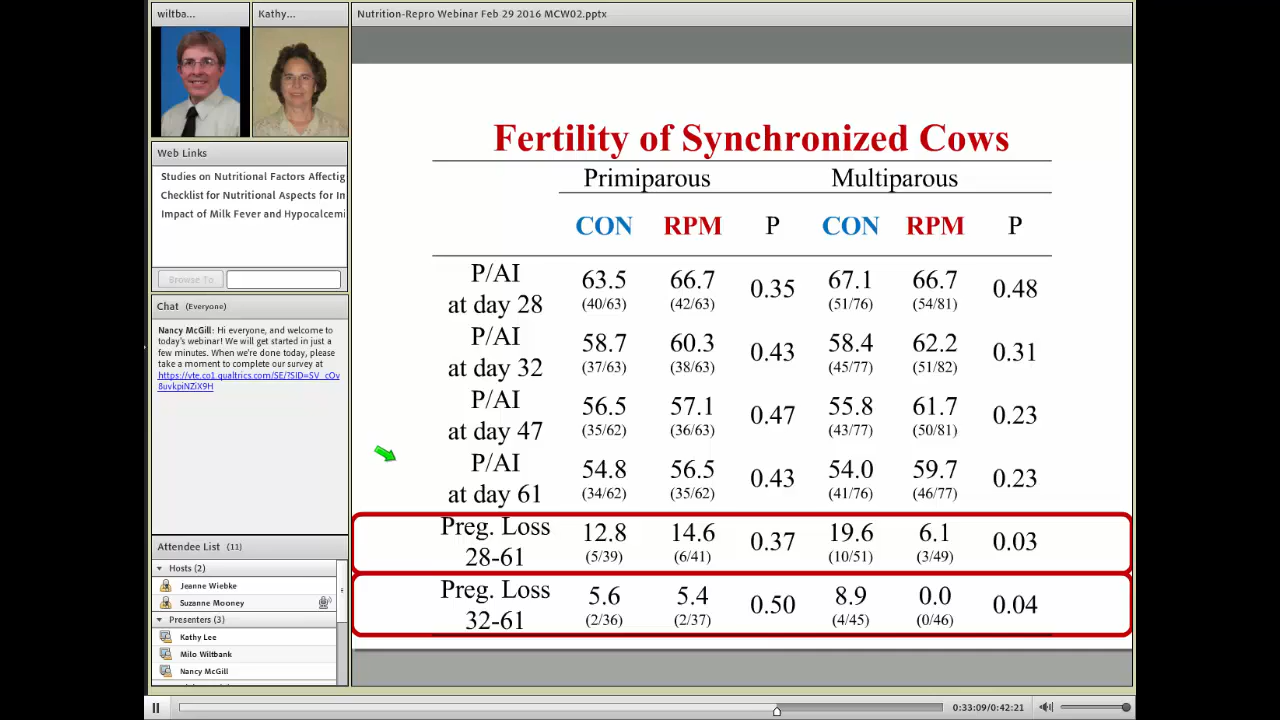 wiltba...
Kathy...
Nutrition-Repro Webinar Feb 29 2016 MCW02.pptx
Web Links
Studies on Nutritional Factors Affectig
Checklist for Nutritional Aspects for In
Impact of Milk Fever and Hypocalcemi
Browse To
Chat (Everyone)
Nancy McGill: Hi everyone, and welcome to
today's webinar! We will get started in just a
few minutes. When we're done today, please
take a moment to complete our survey at
https://vte.co1.qualtrics.com/SE/?SID=SV_cOv
8uvkpiNZiX9H
Attendee List (11)
Hosts (2)
Jeanne Wiebke
Suzanne Mooney
Presenters (3)
Kathy Lee
Milo Wiltbank
Nancy McGill
Fertility of Synchronized Cows
Primiparous Multiparous
CON RPM P CON RPM P
P/AI
at day 28
63.5 66.7 0.35 67.1 66.7 0.48
(40/63) (42/63) (51/76) (54/81)
P/AI
at day 32
58.7 60.3 0.43 58.4 62.2 0.31
(37/63) (38/63) (45/77) (51/82)
P/AI
at day 47
56.5 57.1 0.47 55.8 61.7 0.23
(35/62) (36/63) (43/77) (50/81)
P/AI
at day 61
54.8 56.5 0.43 54.0 59.7 0.23
(34/62) (35/62) (41/76) (46/77)
Preg. Loss
28-61
12.8 14.6 0.37 19.6 6.1 0.03
(5/39) (6/41) (10/51) (3/49)
Preg. Loss
32-61
5.6 5.4 0.50 8.9 0.0 0.04
(2/36) (2/37) (4/45) (0/46)
0:33:09/0:42:21